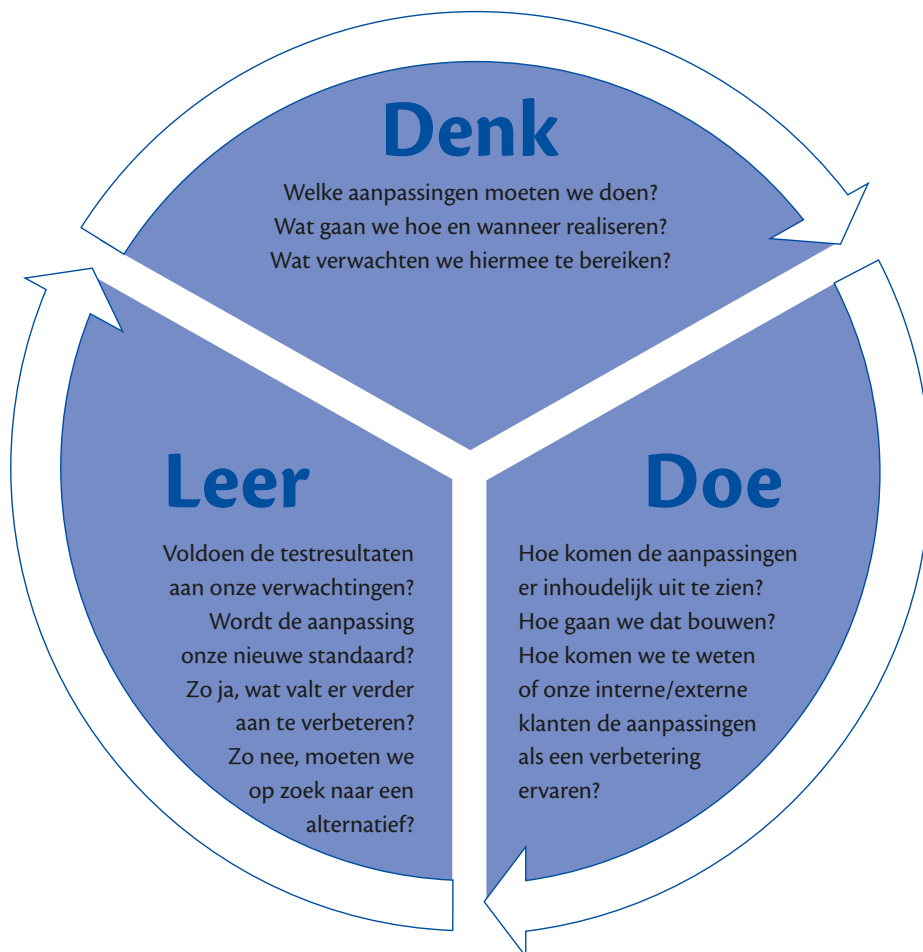 Denk
Welke aanpassingen moeten we doen?
Wat gaan we hoe en wanneer realiseren?
Wat verwachten we hiermee te bereiken?
Doe
Hoe komen de aanpassingen
er inhoudelijk uit te zien?
Hoe gaan we dat bouwen?
Hoe komen we te weten
of onze interne/externe
klanten de aanpassingen
als een verbetering
ervaren?
Leer
Voldoen de testresultaten
aan onze verwachtingen?
Wordt de aanpassing
onze nieuwe standaard?
Zo ja, wat valt er verder
aan te verbeteren?
Zo nee, moeten we
op zoek naar een
alternatief?